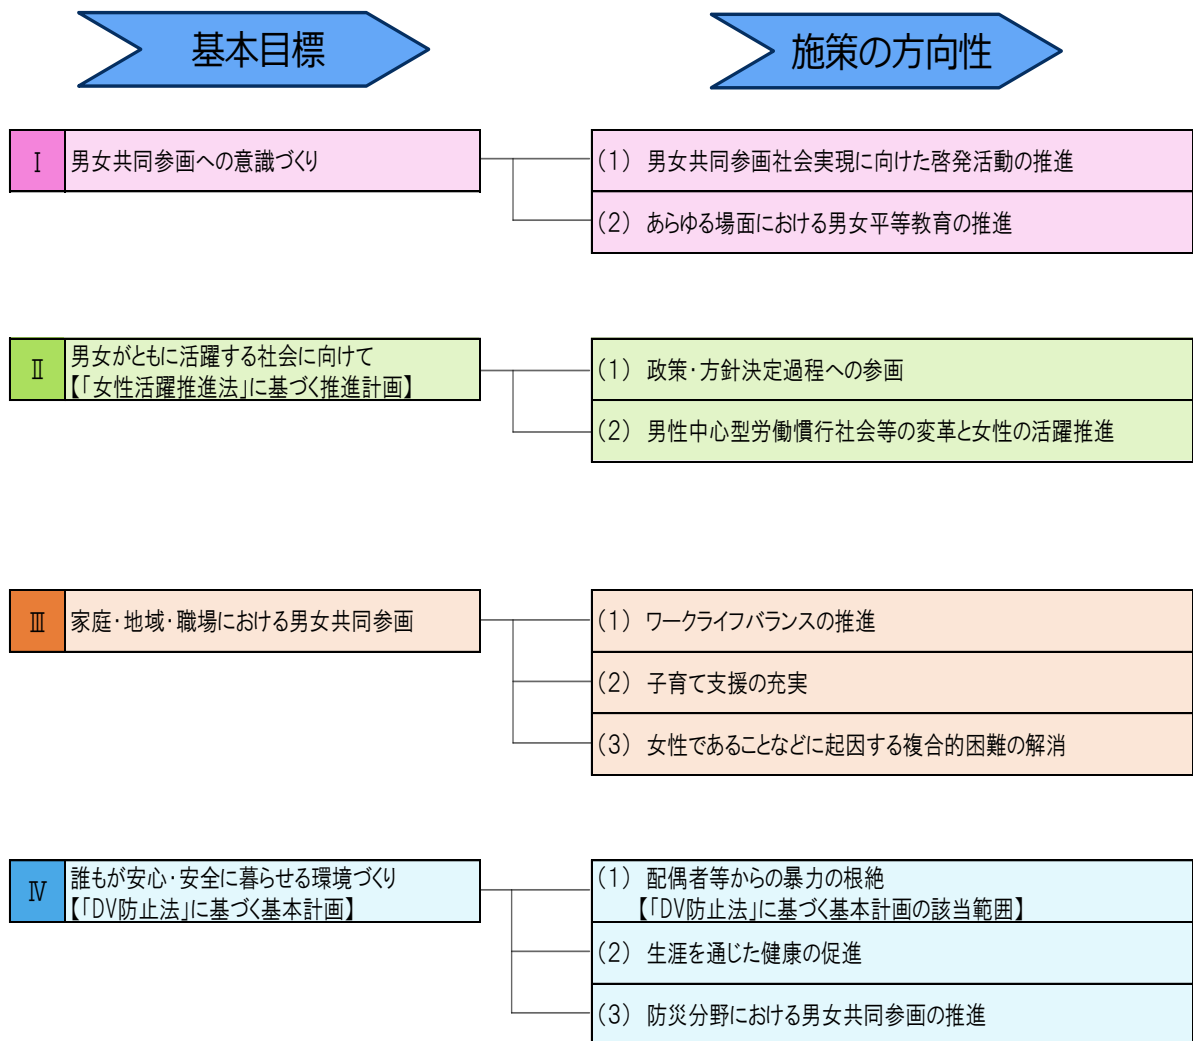 基本目標
施策の方向性
Ⅰ 男女共同参画への意識づくり
(1) 男女共同参画社会実現に向けた啓発活動の推進
(2) あらゆる場面における男女平等教育の推進
Ⅱ 男女がともに活躍する社会に向けて
【「女性活躍推進法」に基づく推進計画】
(1) 政策・方針決定過程への参画
(2) 男性中心型労働慣行社会等の変革と女性の活躍推進
Ⅲ 家庭・地域・職場における男女共同参画
(1) ワークライフバランスの推進
(2) 子育て支援の充実
(3) 女性であることなどに起因する複合的困難の解消
Ⅳ 誰もが安心・安全に暮らせる環境づくり
【「DV防止法」に基づく基本計画】
(1) 配偶者等からの暴力の根絶
【「DV防止法」に基づく基本計画の該当範囲】
(2) 生涯を通じた健康の促進
(3) 防災分野における男女共同参画の推進